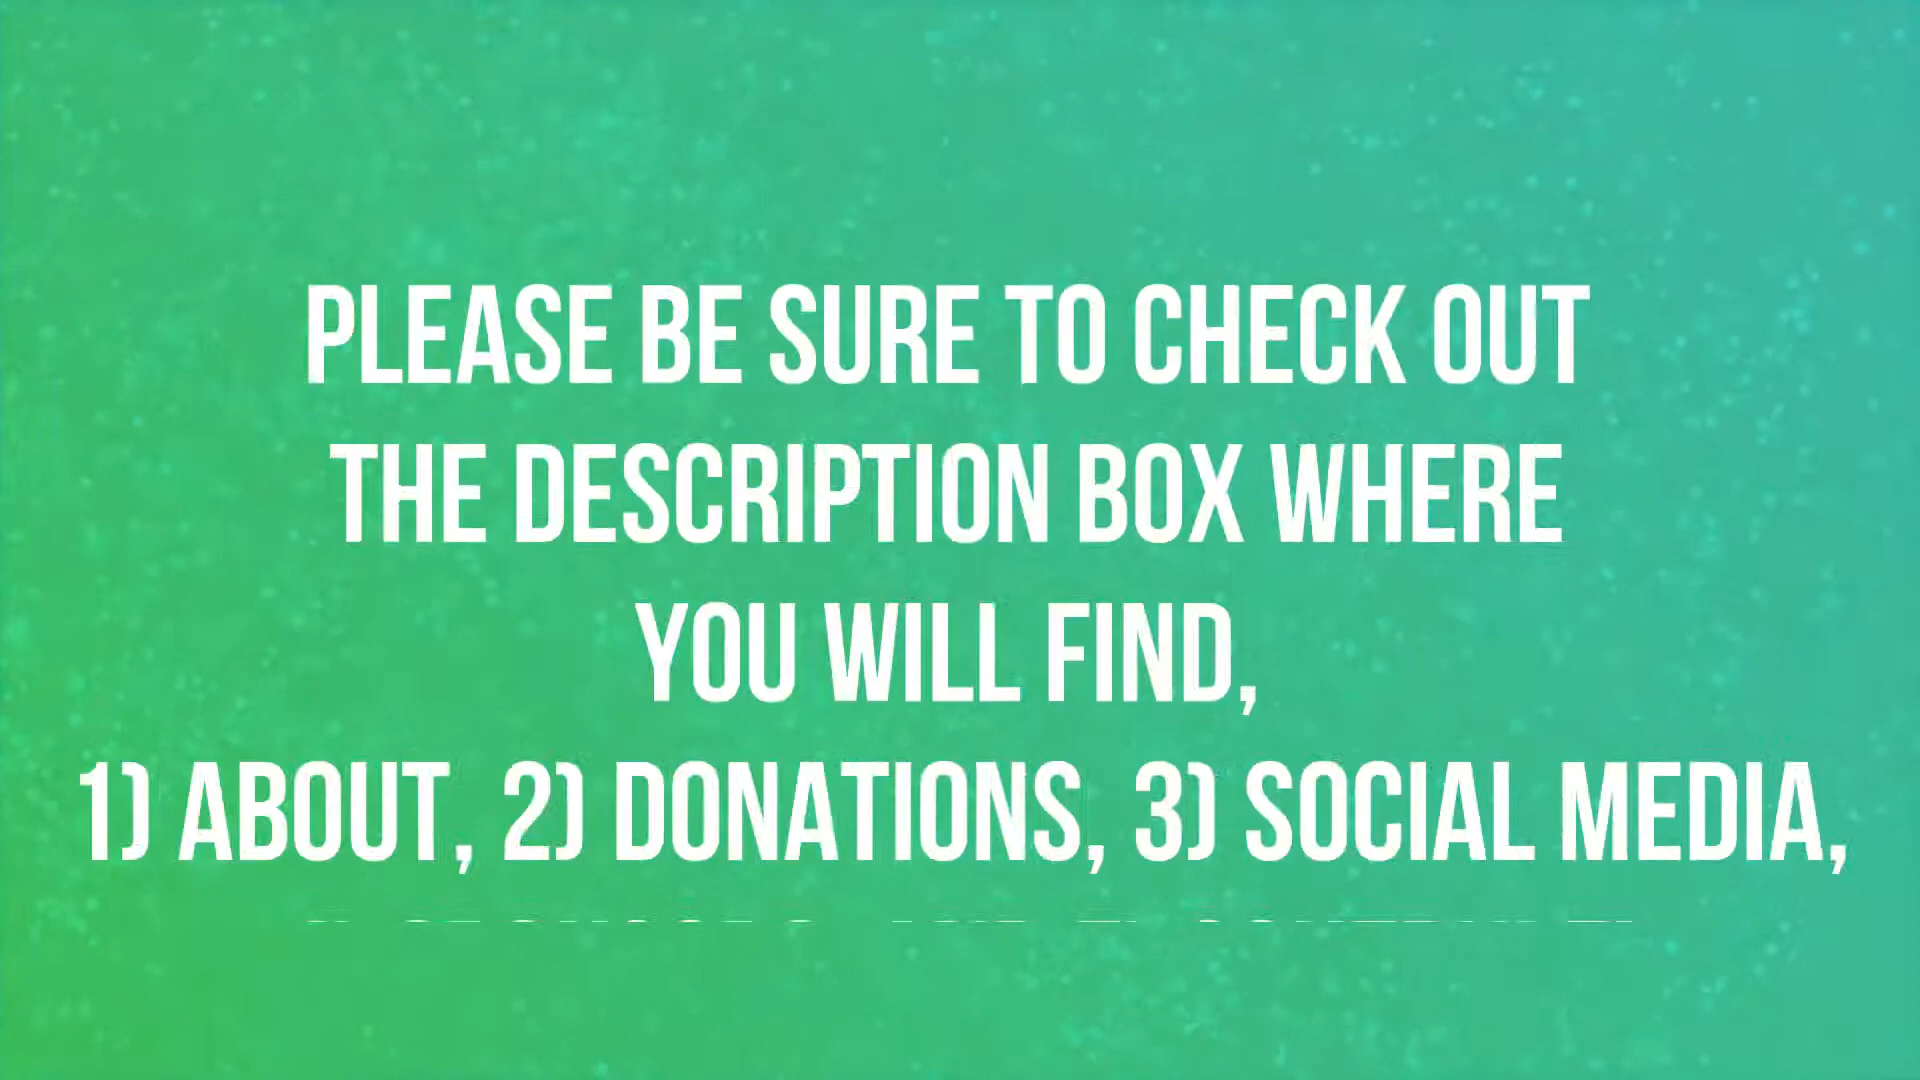 PLEASE BE SURE TO CHECK OUT
THE DESCRIPTION BOX WHERE
YOU WILL FIND,
1) ABOUT, 2) DONATIONS, 3) SOCIAL MEDIA,